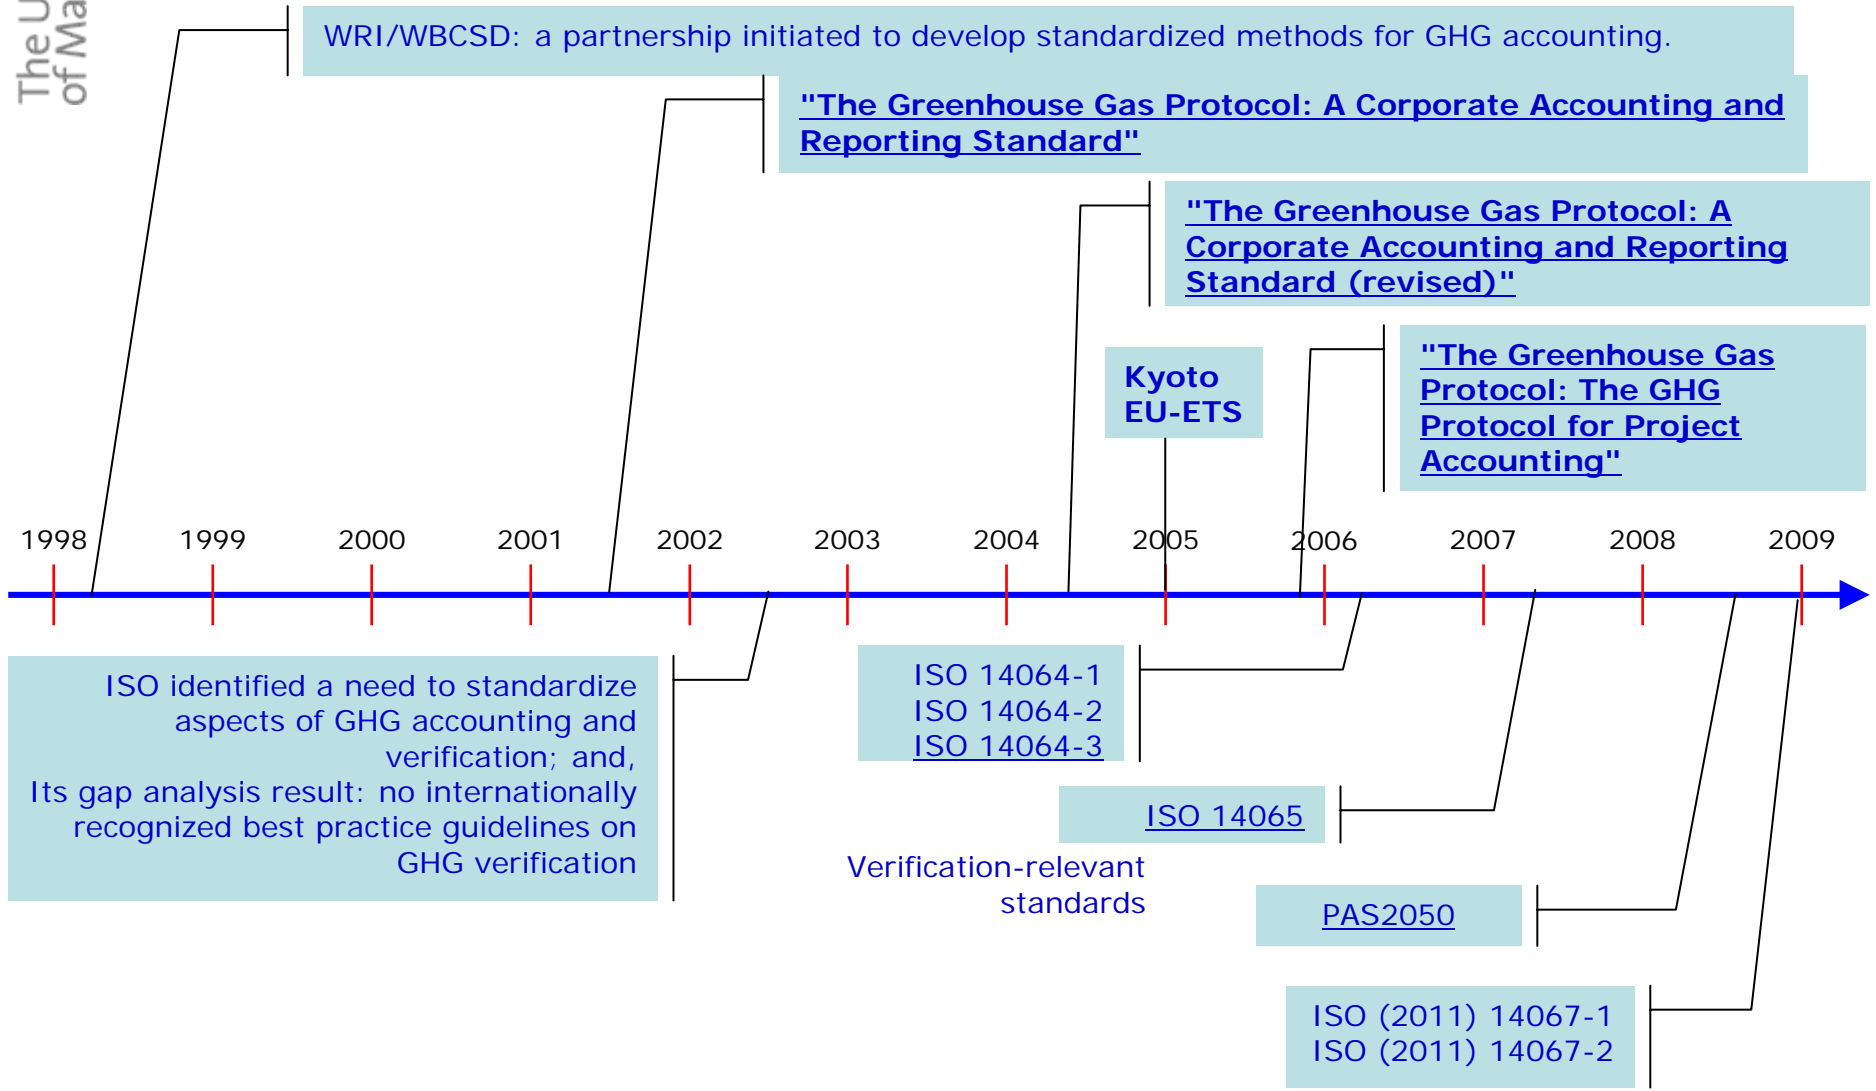 The U
of Ma
WRI/WBCSD: a partnership initiated to develop standardized methods for GHG accounting.
"The Greenhouse Gas Protocol: A Corporate Accounting and
Reporting Standard"
"The Greenhouse Gas Protocol: A
Corporate Accounting and Reporting
Standard (revised)"
"The Greenhouse Gas
Protocol: The GHG
Protocol for Project
Accounting"
Kyoto
EU-ETS
1998 1999 2000 2001 2002 2003 2004 2005 2006 2007 2008 2009
ISO identified a need to standardize
aspects of GHG accounting and
verification; and,
Its gap analysis result: no internationally
recognized best practice guidelines on
GHG verification
ISO 14064-1
ISO 14064-2
ISO 14064-3
ISO 14065
Verification-relevant
standards
PAS2050
ISO (2011) 14067-1
ISO (2011) 14067-2